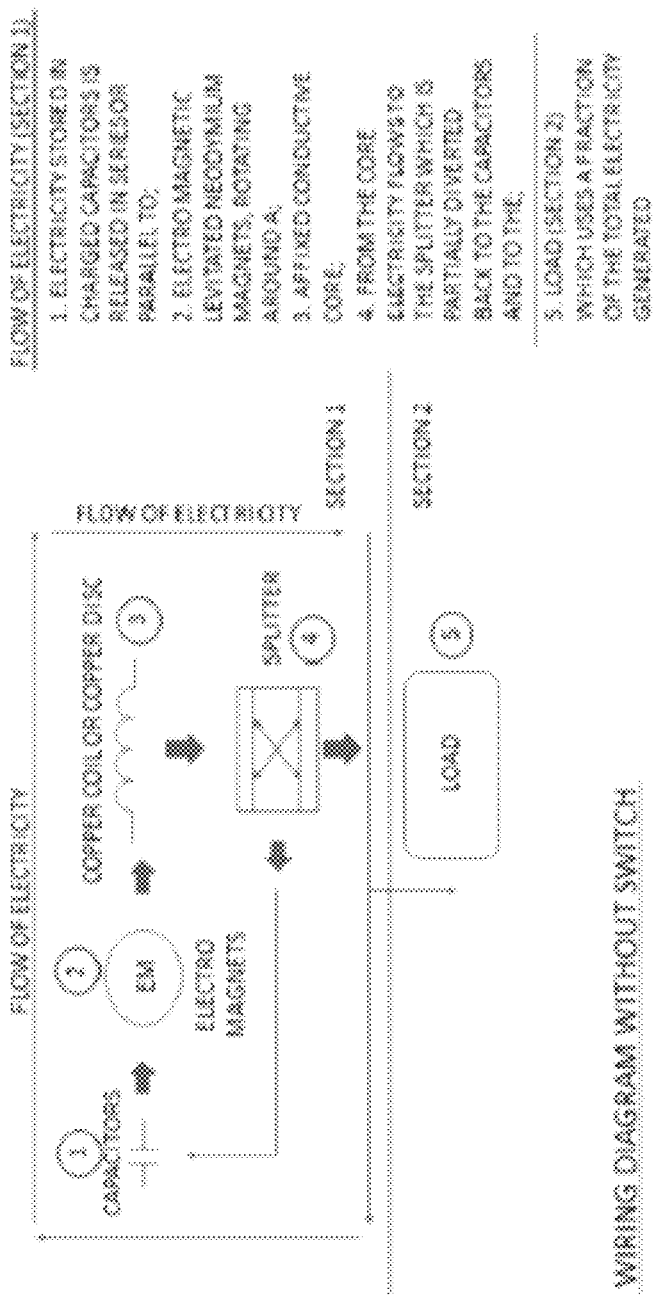 FLOW OF ELECTRICITY
FLOW OF ELECTRICITY
1
CAPACITORS
2
EM
ELECTRO
MAGNETS
COPPER COIL OR COPPER DISC
3
SPLITTER
4
SECTION 1
SECTION 2
LOAD
5
WIRING DIAGRAM WITHOUT SWITCH
FLOW OF ELECTRICITY (SECTION 1)
1. ELECTRICITY STORED IN
CHARGED CAPACITORS IS
RELEASED IN SERIES OR
PARALLEL TO;
2. ELECTRO MAGNETIC
LEVITATED NEODYMIUM
MAGNETS, ROTATING
AROUND A;
3. AFFIXED CONDUCTIVE
CORE;
4. FROM THE CORE
ELECTRICITY FLOWS TO
THE SPLITTER WHICH IS
PARTIALLY DIVERTED
BACK TO THE CAPACITORS
AND TO THE;
5. LOAD (SECTION 2)
WHICH USES A FRACTION
OF THE TOTAL ELECTRICITY
GENERATED